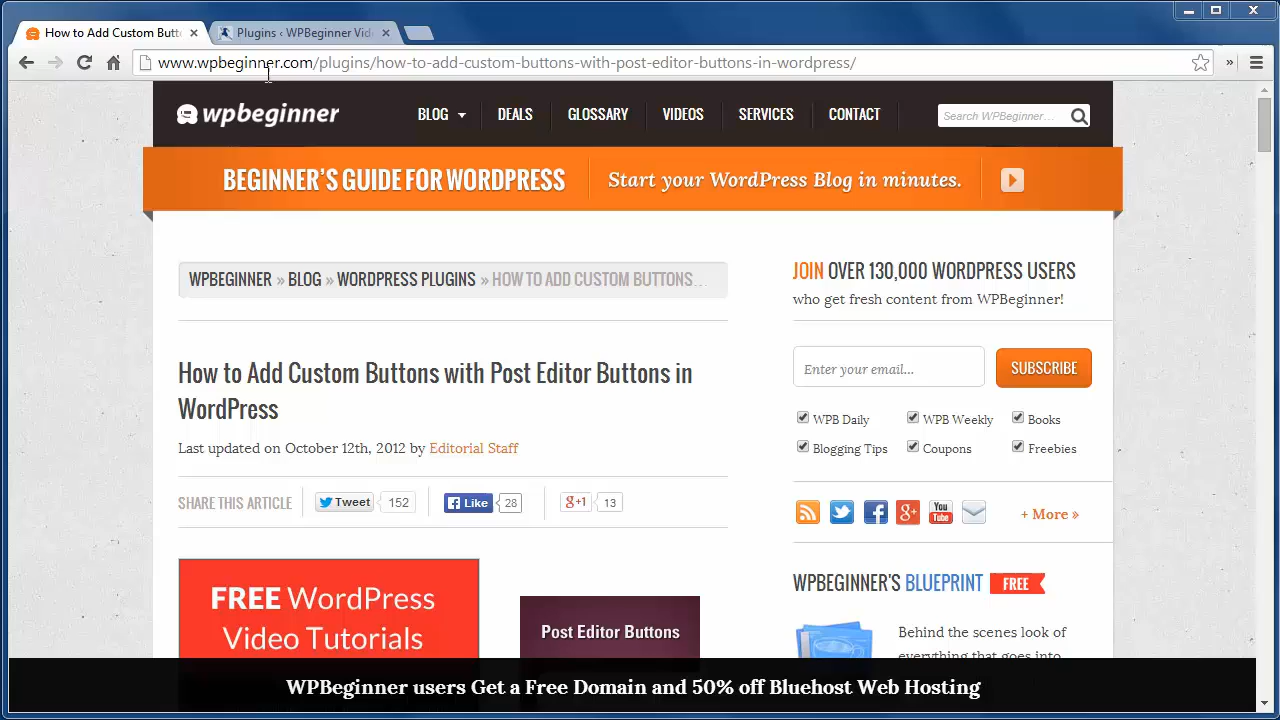 How to Add Custom Butt
Plugins ‹ WPBeginner Vid
www.wpbeginner.com/plugins/how-to-add-custom-buttons-with-post-editor-buttons-in-wordpress/
wpbeginner
BLOG DEALS GLOSSARY VIDEOS SERVICES CONTACT
Search WPBeginner...
BEGINNER'S GUIDE FOR WORDPRESS
Start your WordPress Blog in minutes.
WPBEGINNER » BLOG » WORDPRESS PLUGINS » HOW TO ADD CUSTOM BUTTONS...
How to Add Custom Buttons with Post Editor Buttons in
WordPress
Last updated on October 12th, 2012 by Editorial Staff
SHARE THIS ARTICLE Tweet 152 Like 28 g+1 13
FREE WordPress
Video Tutorials
Post Editor Buttons
JOIN OVER 130,000 WORDPRESS USERS
who get fresh content from WPBeginner!
Enter your email...
SUBSCRIBE
WPB Daily WPB Weekly Books
Blogging Tips Coupons Freebies
You Tube
+ More »
WPBEGINNER'S BLUEPRINT FREE
Behind the scenes look of
everything that goes into
WPBeginner users Get a Free Domain and 50% off Bluehost Web Hosting